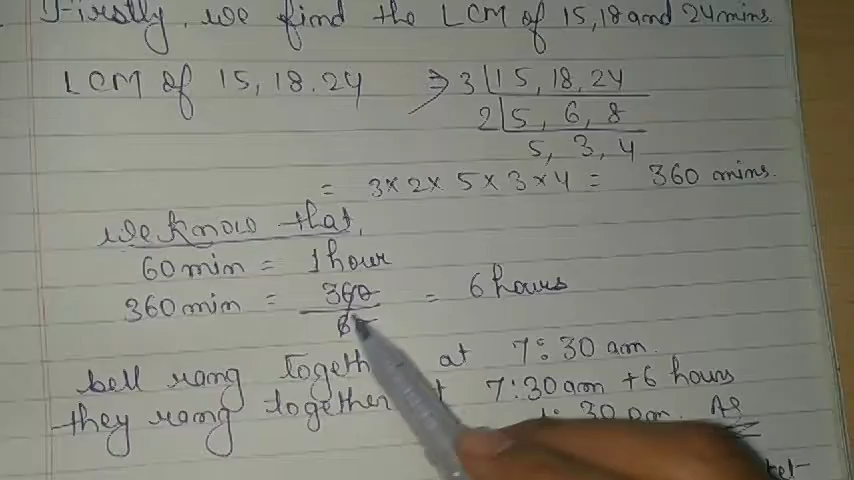 Firstly, we find the LCM of 15, 18 and 24 mins.
LCM of 15, 18. 24 ⇒ 3 | 15, 18, 24
2 | 5, 6, 8
5, 3, 4
= 3 × 2 × 5 × 3 × 4 = 360 mins.
we know that,
60 min = 1 hour
360 min = 360/60 = 6 hours
bell rang together at 7:30 am.
they rang together 7:30 am + 6 hours
:30 pm. As